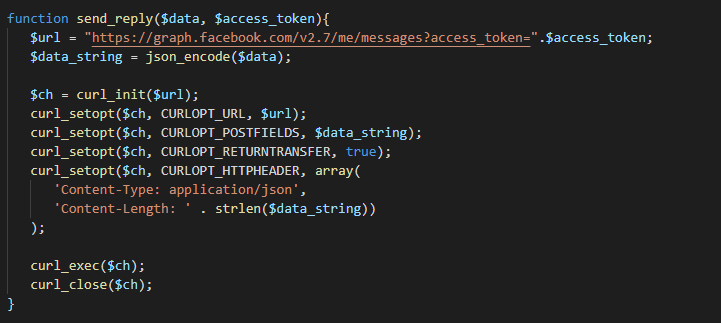 function send_reply($data, $access_token){
$url = "https://graph.facebook.com/v2.7/me/messages?access_token=".$access_token;
$data_string = json_encode($data);
$ch = curl_init($url);
curl_setopt($ch, CURLOPT_URL, $url);
curl_setopt($ch, CURLOPT_POSTFIELDS, $data_string);
curl_setopt($ch, CURLOPT_RETURNTRANSFER, true);
curl_setopt($ch, CURLOPT_HTTPHEADER, array(
'Content-Type: application/json',
'Content-Length: ' . strlen($data_string))
);
curl_exec($ch);
curl_close($ch);
}